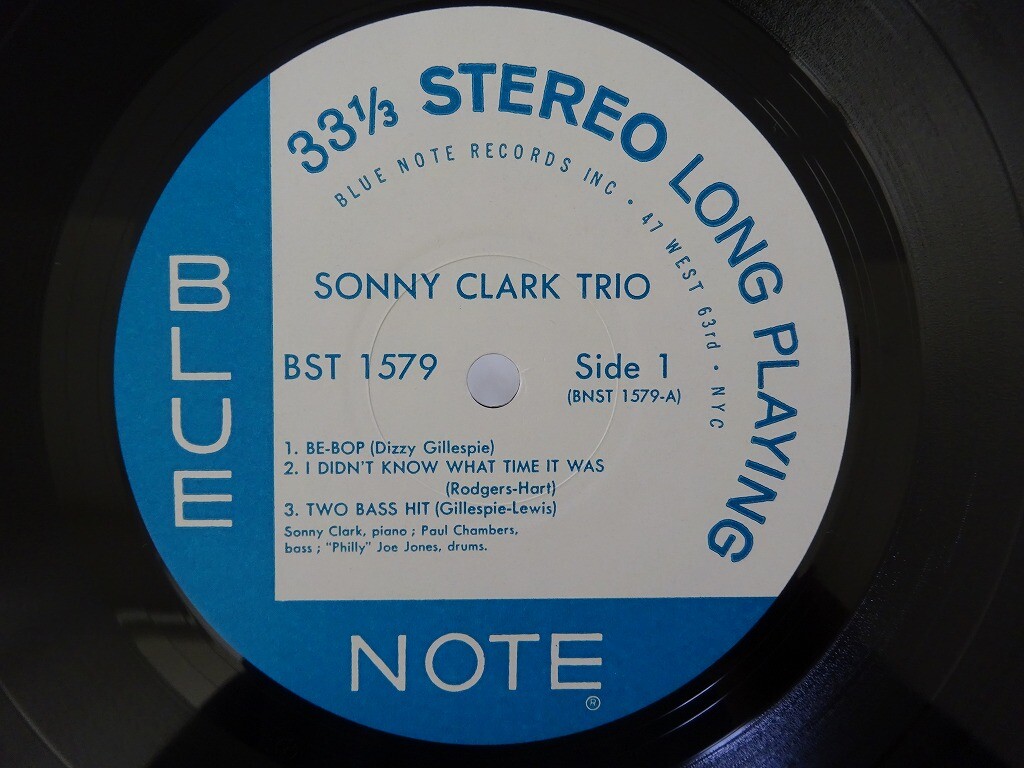 33⅓ STEREO LONG PLAYING
BLUE NOTE RECORDS INC • 47 WEST 63rd • NYC
SONNY CLARK TRIO
BST 1579
Side 1
(BNST 1579-A)
1. BE-BOP (Dizzy Gillespie)
2. I DIDN'T KNOW WHAT TIME IT WAS
(Rodgers-Hart)
3. TWO BASS HIT (Gillespie-Lewis)
Sonny Clark, piano ; Paul Chambers,
bass ; "Philly" Joe Jones, drums.
BLUE
NOTE ®